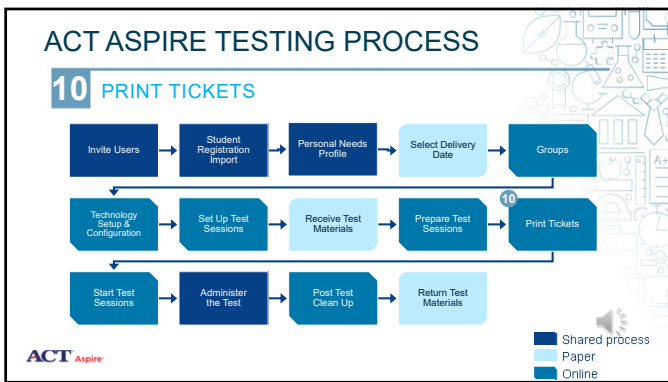 ACT ASPIRE TESTING PROCESS
10 PRINT TICKETS
Invite Users
Student
Registration
Import
Personal Needs
Profile
Select Delivery
Date
Groups
Technology
Setup &
Configuration
Set Up Test
Sessions
Receive Test
Materials
Prepare Test
Sessions
10
Print Tickets
Start Test
Sessions
Administer
the Test
Post Test
Clean Up
Return Test
Materials
Shared process
Paper
Online
ACT Aspire
A+